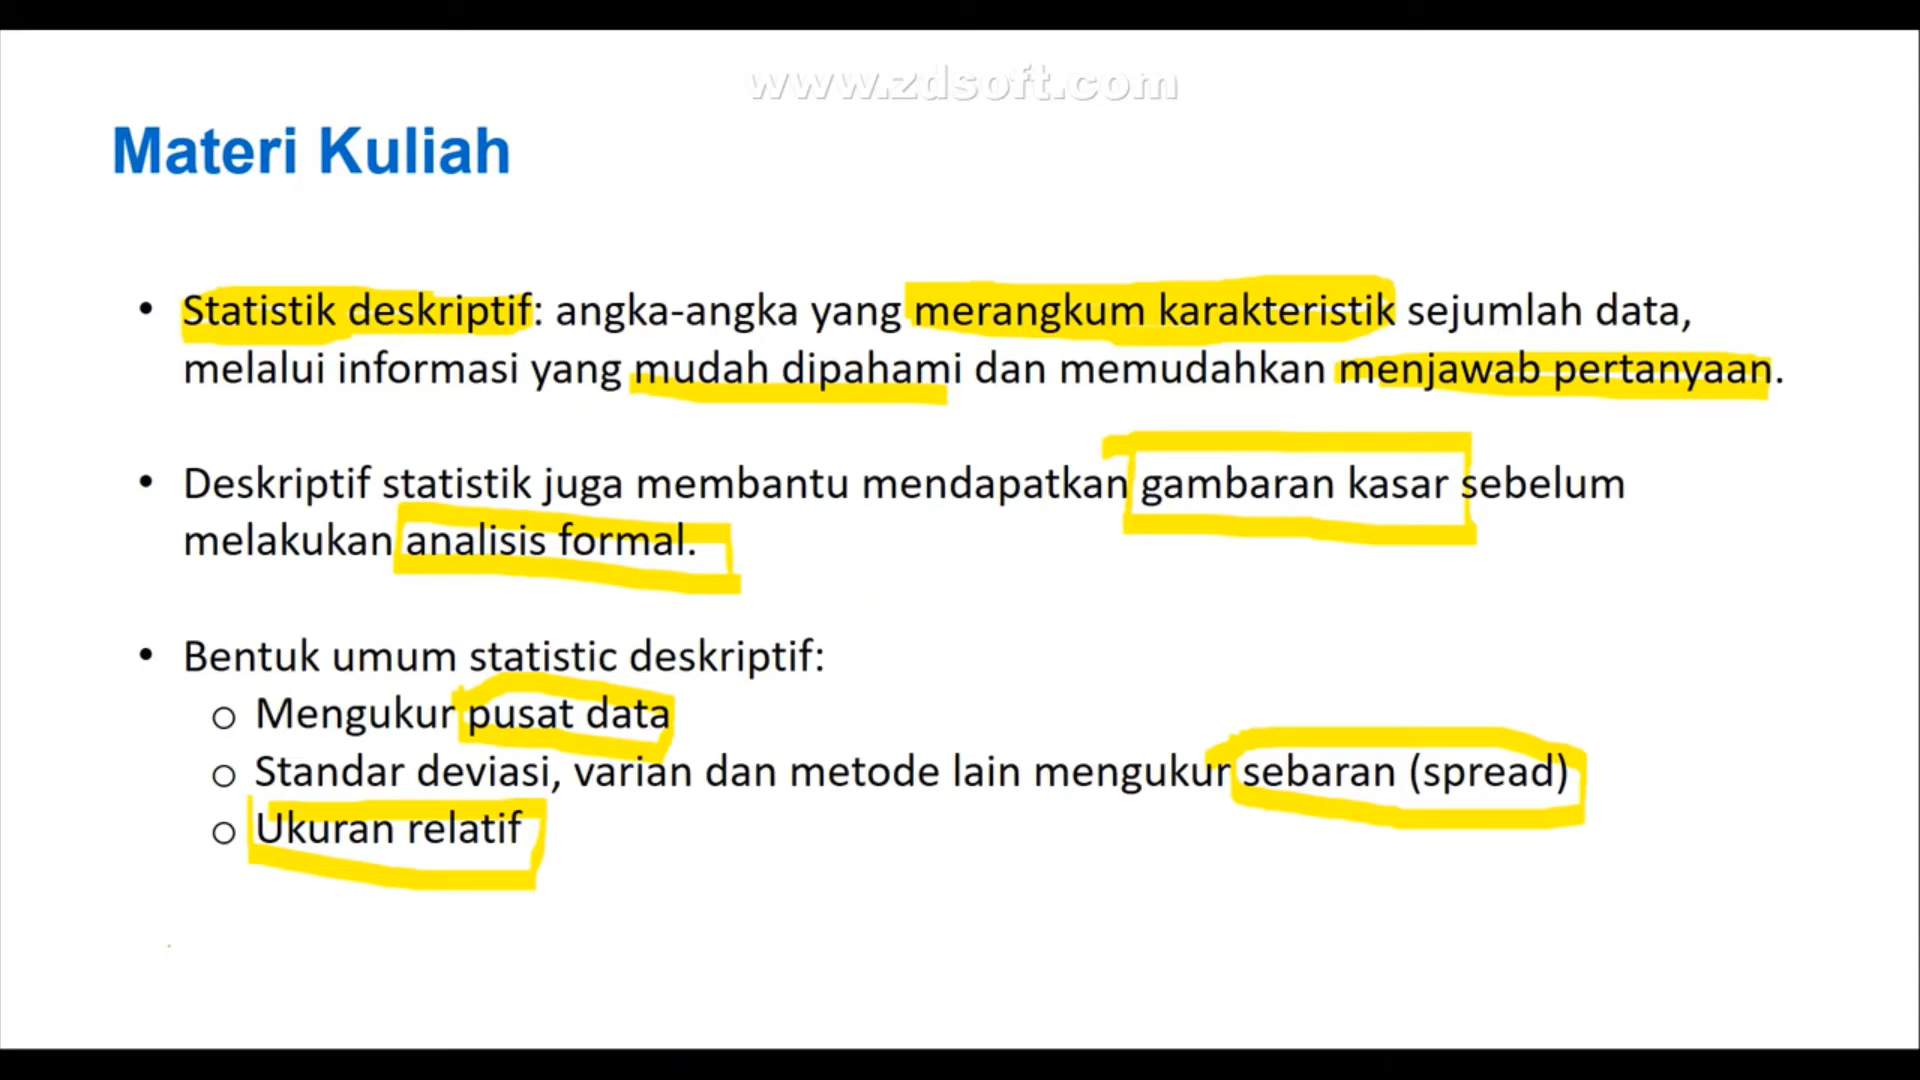 www.zdsoft.com
Materi Kuliah
• Statistik deskriptif: angka-angka yang merangkum karakteristik sejumlah data,
melalui informasi yang mudah dipahami dan memudahkan menjawab pertanyaan.
• Deskriptif statistik juga membantu mendapatkan gambaran kasar sebelum
melakukan analisis formal.
• Bentuk umum statistic deskriptif:
o Mengukur pusat data
o Standar deviasi, varian dan metode lain mengukur sebaran (spread)
o Ukuran relatif